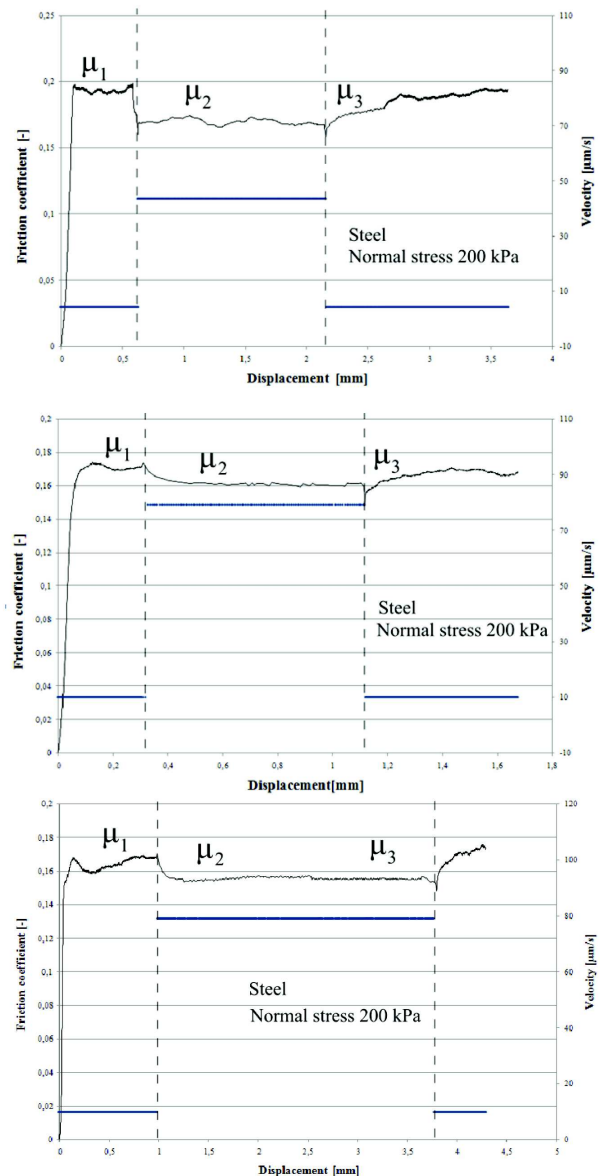 0,25
0,2
0,15
0,1
0,05
0
Friction coefficient [-]
μ1
μ2
μ3
110
90
70
50
30
10
-10
Velocity [μm/s]
Steel
Normal stress 200 kPa
0 0,5 1 1,5 2 2,5 3 3,5 4
Displacement [mm]
0,2
0,18
0,16
0,14
0,12
0,1
0,08
0,06
0,04
0,02
0
Friction coefficient [-]
μ1
μ2
μ3
110
90
70
50
30
10
-10
Velocity [μm/s]
Steel
Normal stress 200 kPa
0 0,2 0,4 0,6 0,8 1 1,2 1,4 1,6 1,8
Displacement[mm]
0,2
0,18
0,16
0,14
0,12
0,1
0,08
0,06
0,04
0,02
0
Friction coefficient [-]
μ1
μ2
μ3
120
100
80
60
40
20
0
Velocity [μm/s]
Steel
Normal stress 200 kPa
0 0,5 1 1,5 2 2,5 3 3,5 4 4,5 5
Displacement [mm]